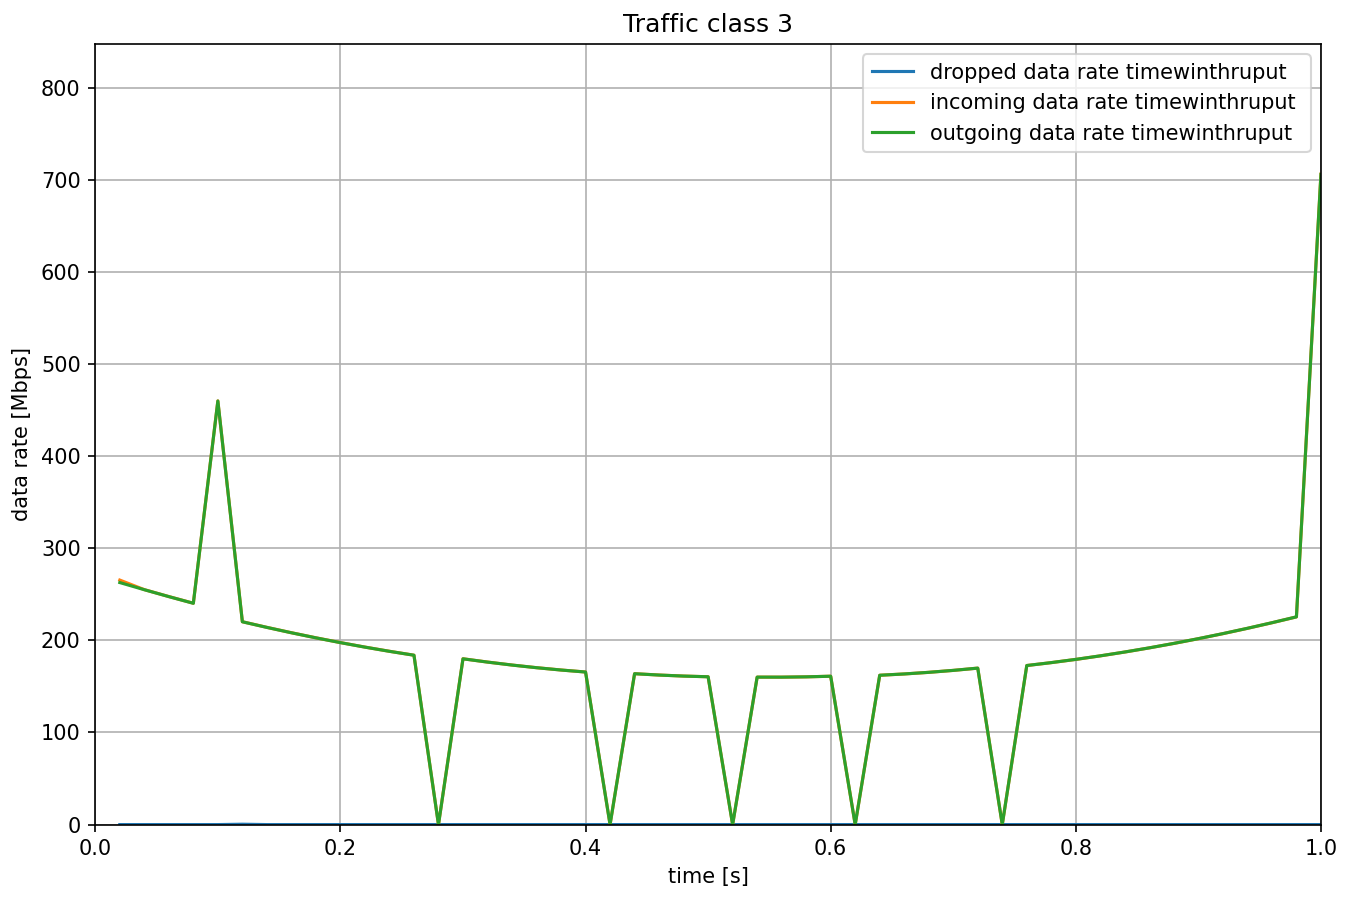 Traffic class 3
dropped data rate timewinthruput
incoming data rate timewinthruput
outgoing data rate timewinthruput
800
700
600
500
400
300
200
100
0
data rate [Mbps]
0.0 0.2 0.4 0.6 0.8 1.0
time [s]